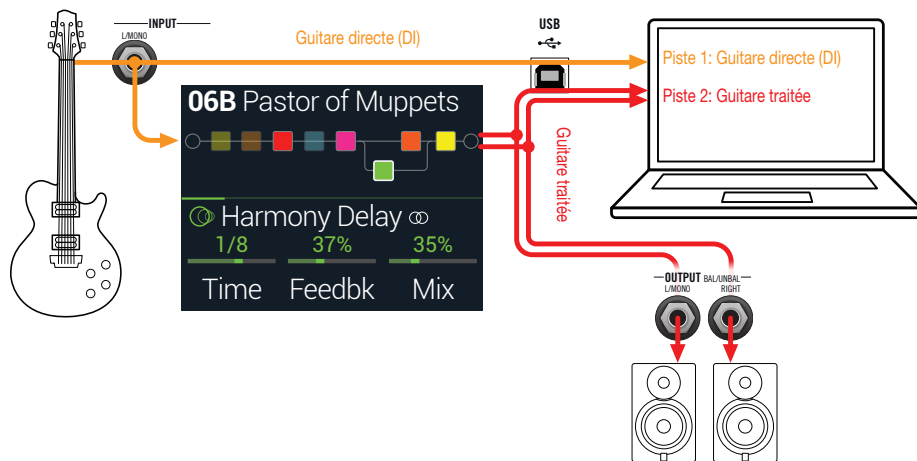 INPUT
L/MONO
Guitare directe (DI)
USB
Piste 1: Guitare directe (DI)
Piste 2: Guitare traitée
06B Pastor of Muppets
Guitare traitée
Harmony Delay
1/8 37% 35%
Time Feedbk Mix
OUTPUT BAL/UNBAL
L/MONO RIGHT